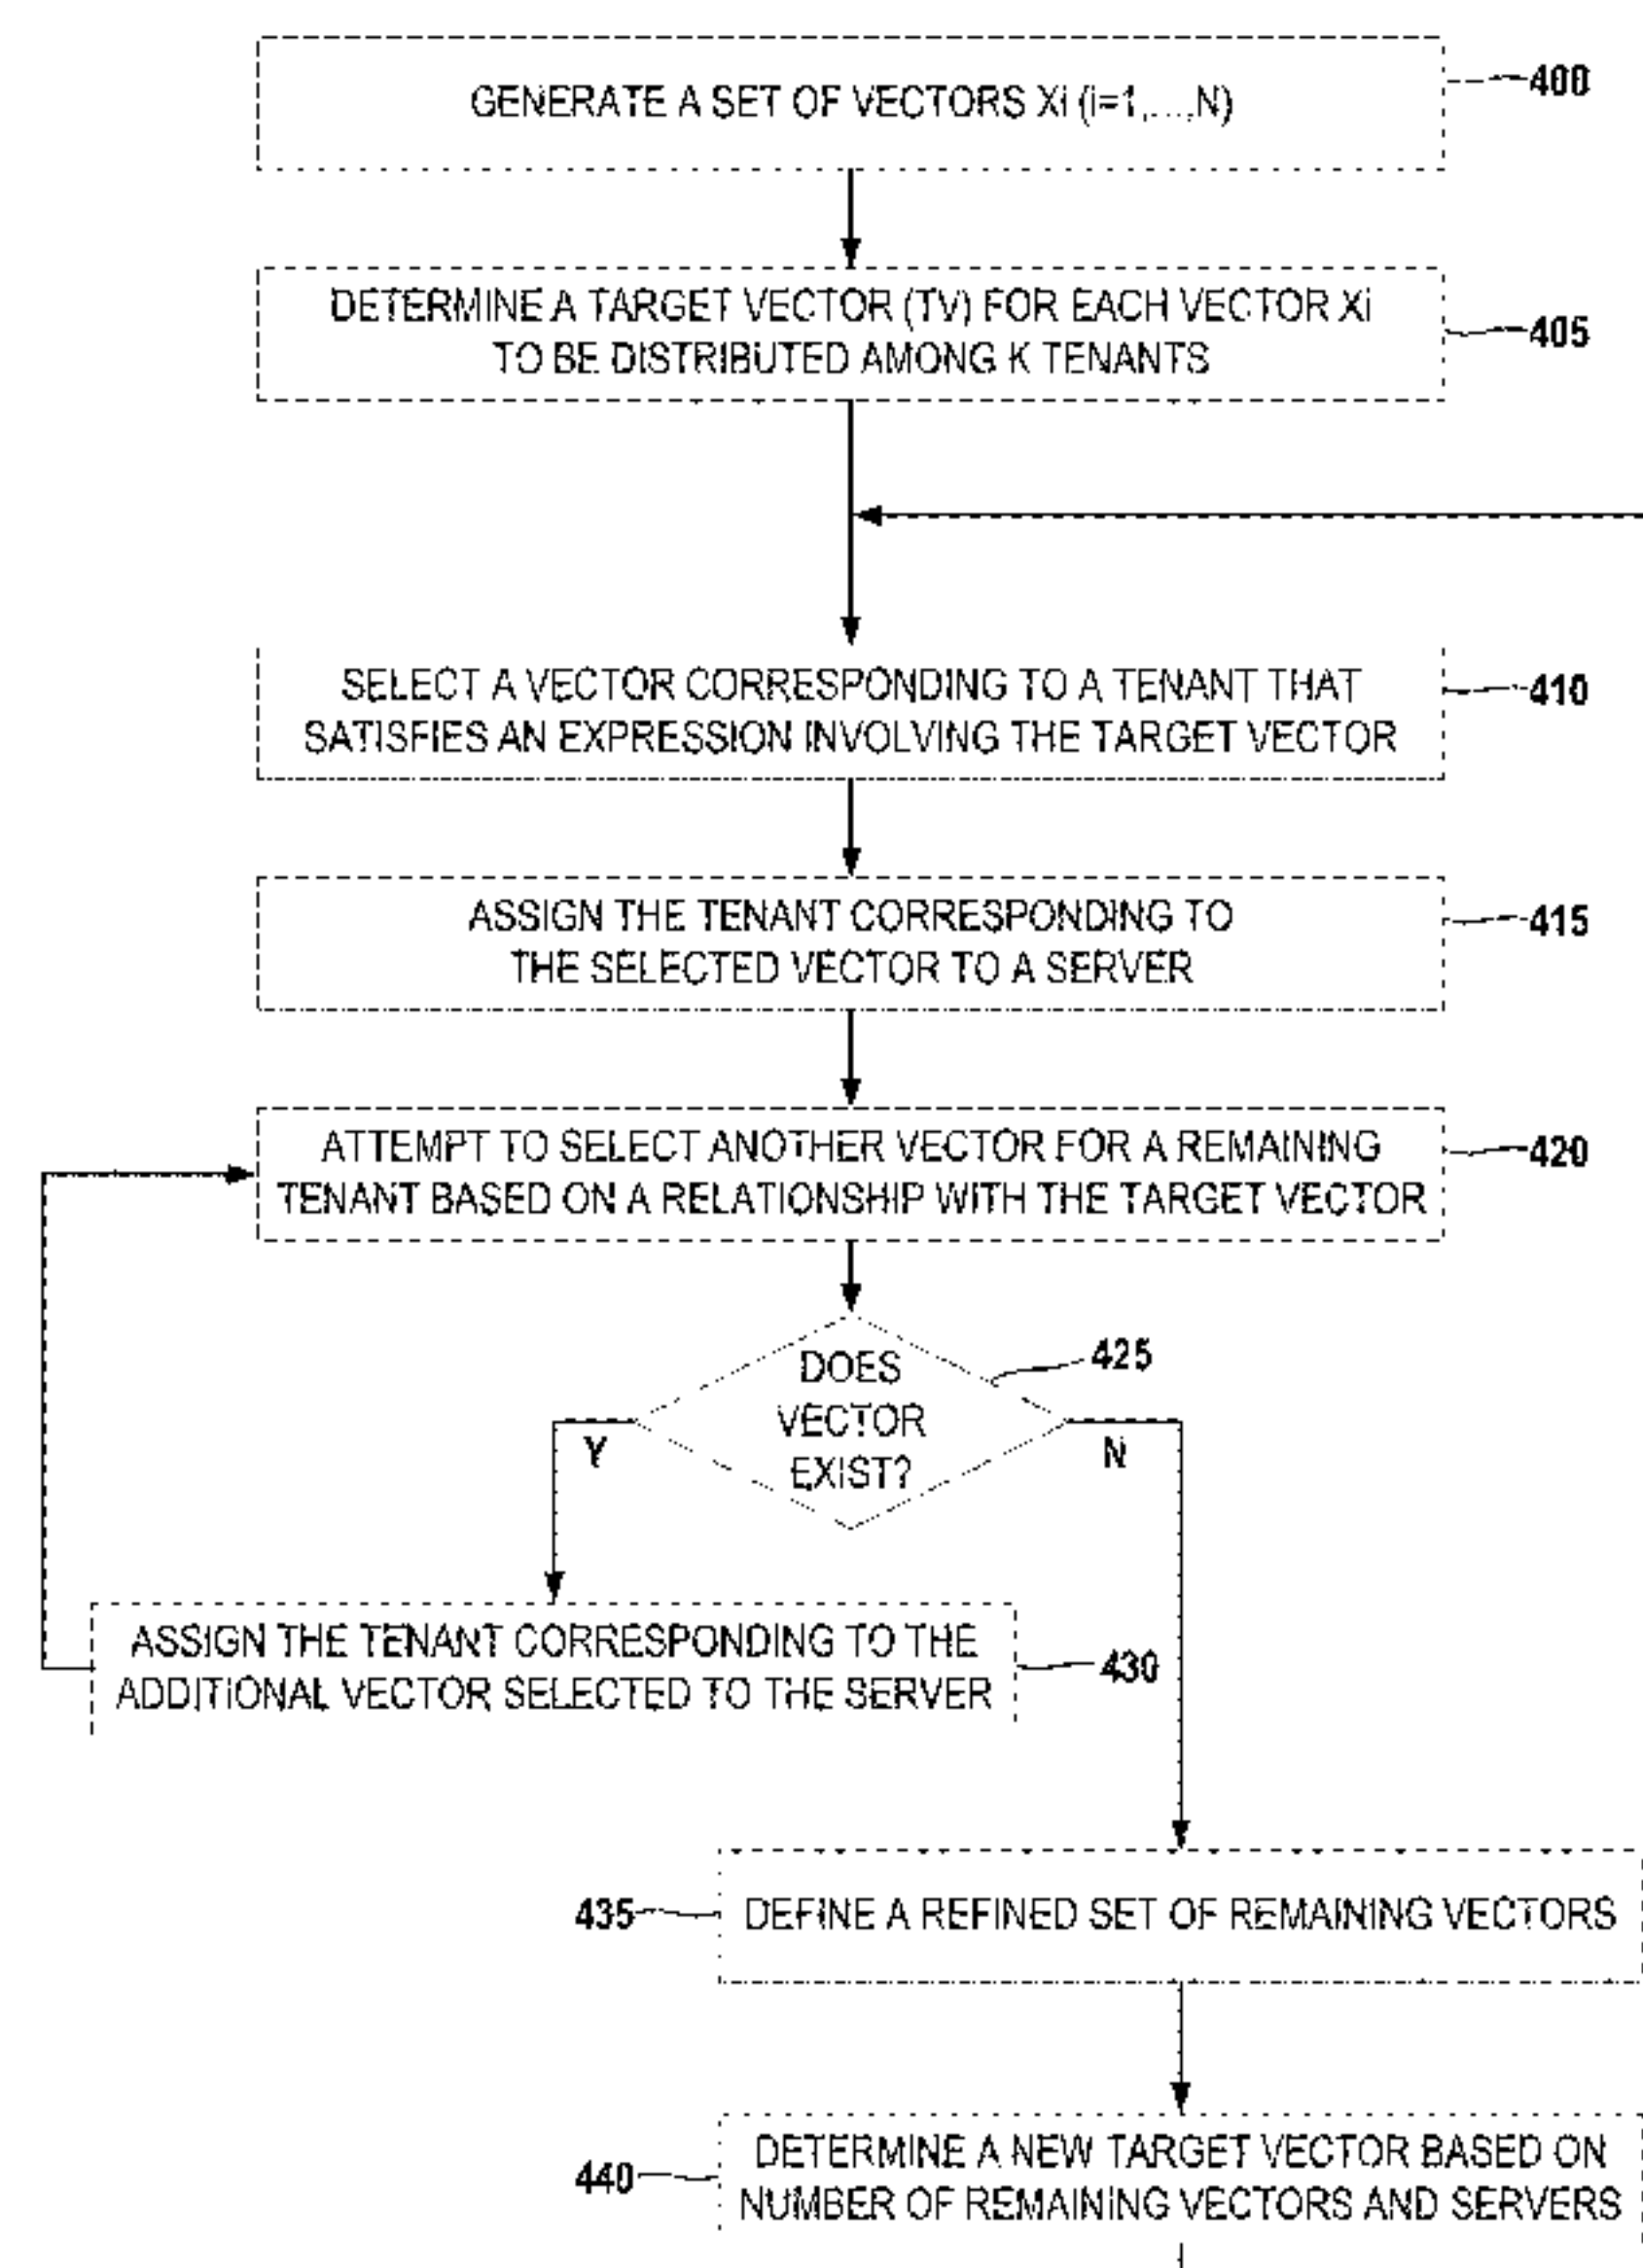 GENERATE A SET OF VECTORS Xi (i=1,...,N)
400
DETERMINE A TARGET VECTOR (TV) FOR EACH VECTOR Xi
TO BE DISTRIBUTED AMONG K TENANTS
405
SELECT A VECTOR CORRESPONDING TO A TENANT THAT
SATISFIES AN EXPRESSION INVOLVING THE TARGET VECTOR
410
ASSIGN THE TENANT CORRESPONDING TO
THE SELECTED VECTOR TO A SERVER
415
ATTEMPT TO SELECT ANOTHER VECTOR FOR A REMAINING
TENANT BASED ON A RELATIONSHIP WITH THE TARGET VECTOR
420
DOES
VECTOR
EXIST?
425
Y
N
ASSIGN THE TENANT CORRESPONDING TO THE
ADDITIONAL VECTOR SELECTED TO THE SERVER
430
435
DEFINE A REFINED SET OF REMAINING VECTORS
440
DETERMINE A NEW TARGET VECTOR BASED ON
NUMBER OF REMAINING VECTORS AND SERVERS